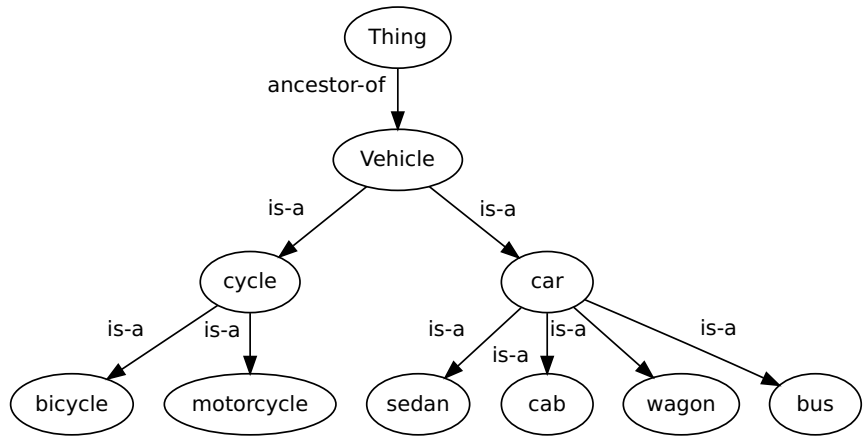 Thing
ancestor-of
Vehicle
is-a
is-a
cycle
car
is-a
is-a
is-a
is-a
is-a
is-a
bicycle
motorcycle
sedan
cab
wagon
bus